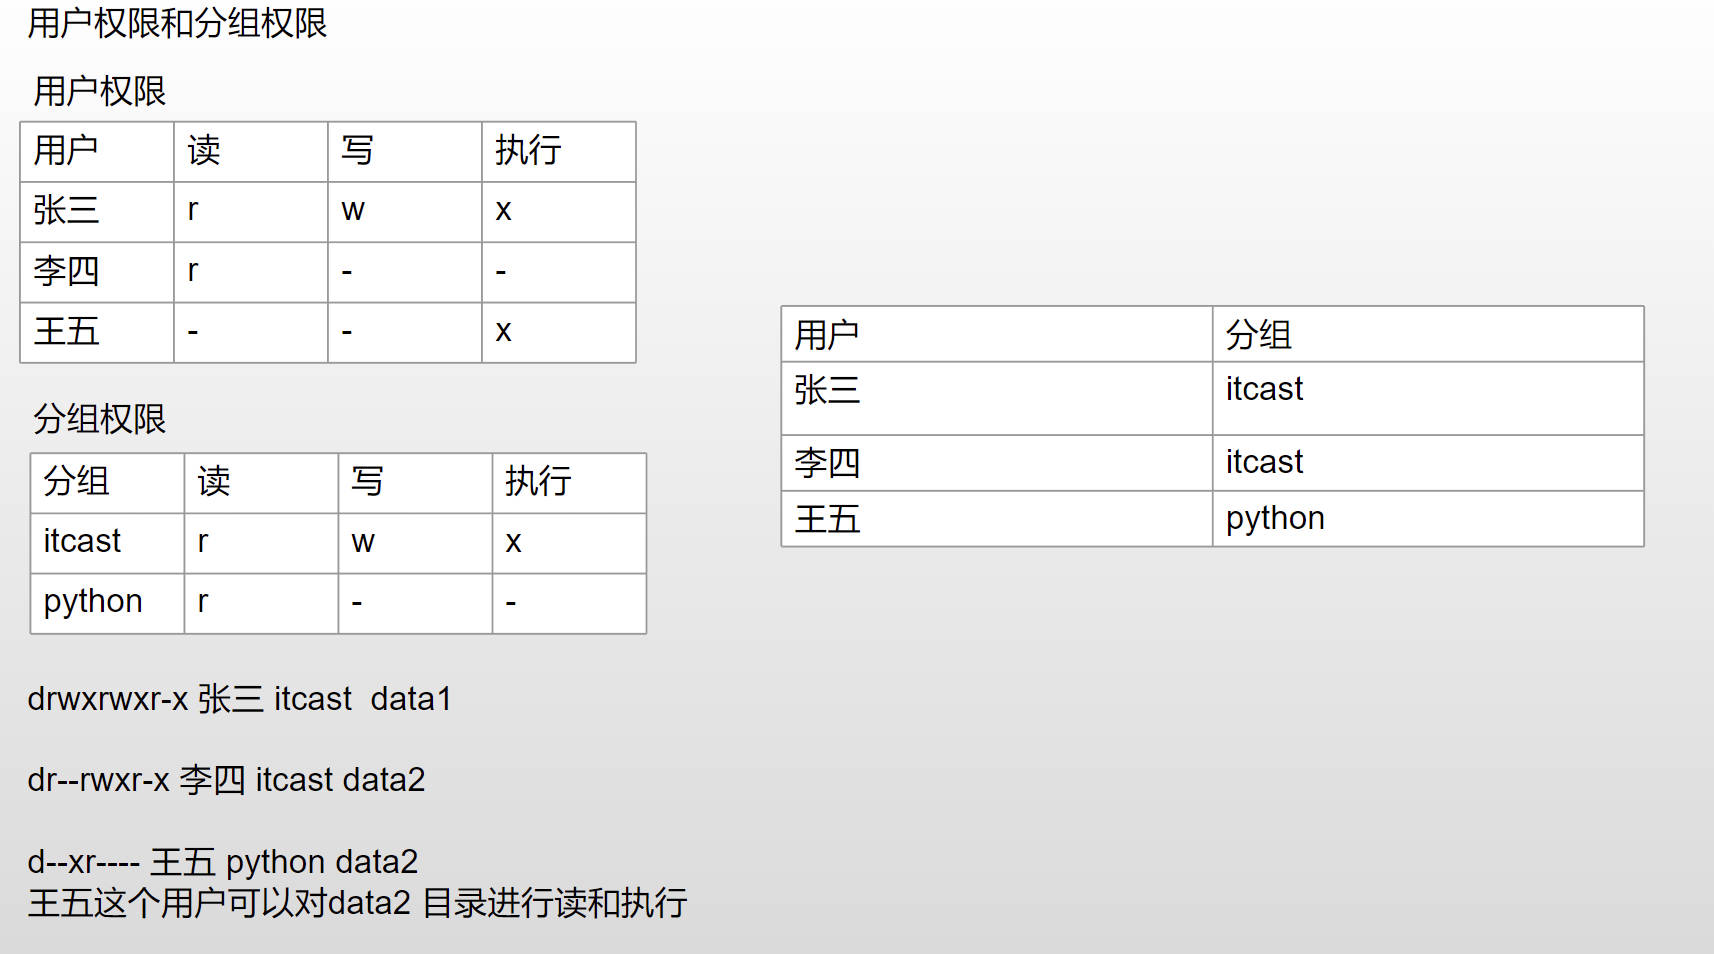 用户权限和分组权限
用户权限
用户 读 写 执行
张三 r w x
李四 r - -
王五 - - x
用户 分组
张三 itcast
李四 itcast
王五 python
分组权限
分组 读 写 执行
itcast r w x
python r - -
drwxrwxr-x 张三 itcast  data1
dr--rwxr-x 李四 itcast data2
d--xr---- 王五 python data2
王五这个用户可以对data2 目录进行读和执行